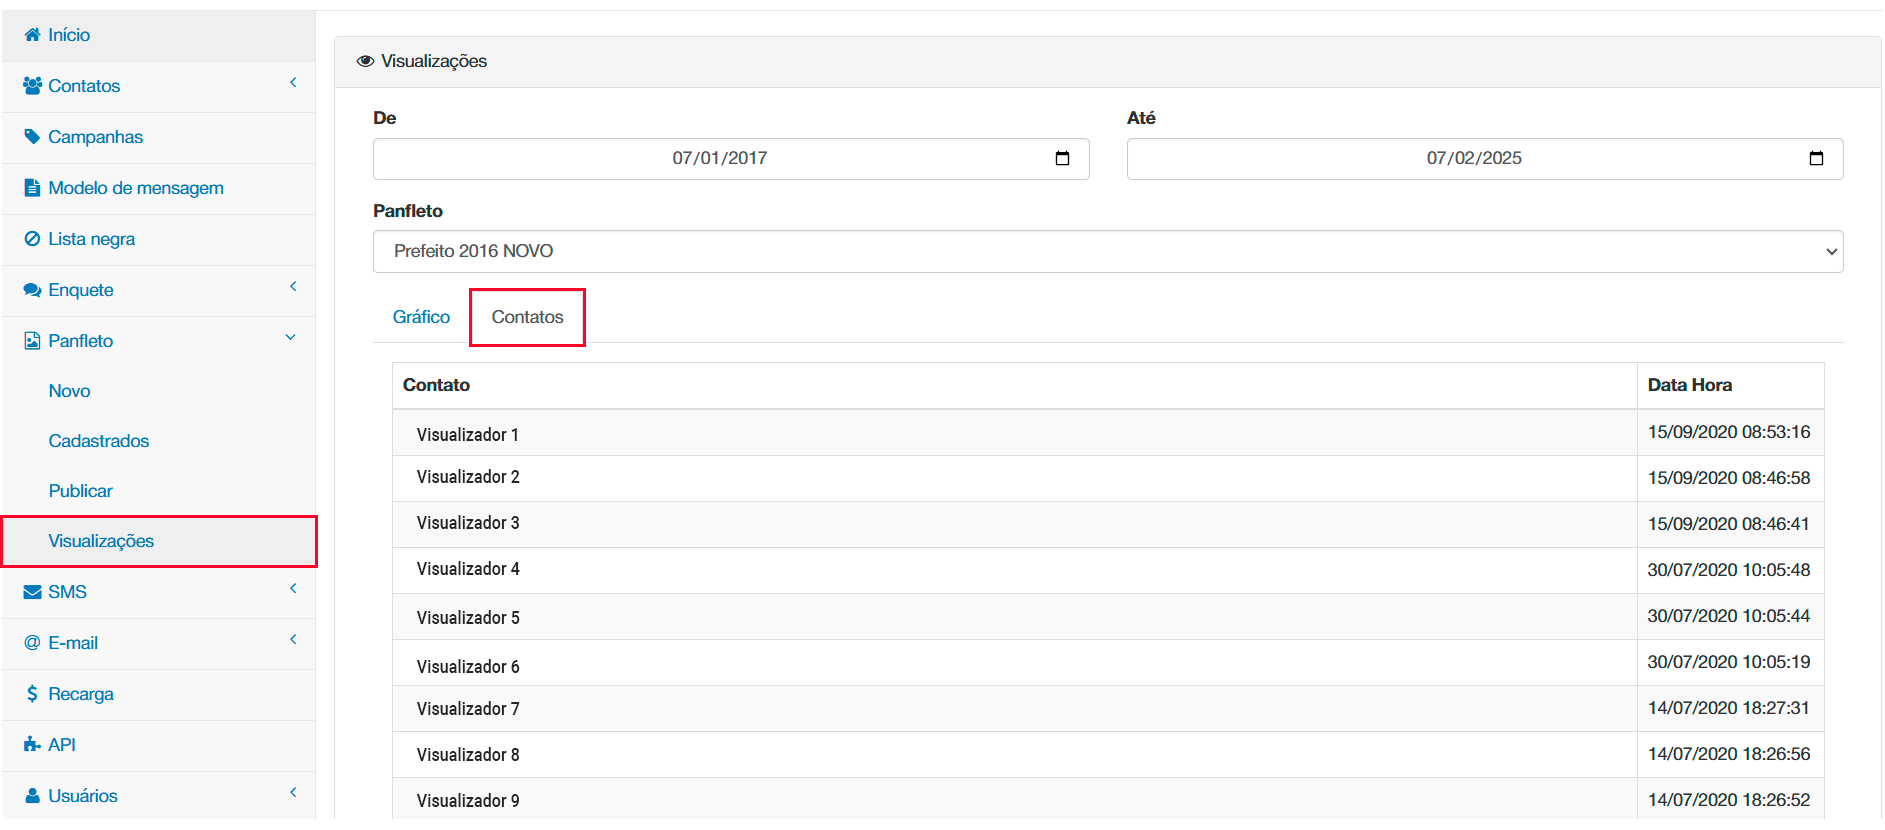 Início
Contatos
Campanhas
Modelo de mensagem
Lista negra
Enquete
Panfleto
Novo
Cadastrados
Publicar
Visualizações
SMS
@ E-mail
$ Recarga
API
Usuários
Visualizações
De
Até
07/01/2017
07/02/2025
Panfleto
Prefeito 2016 NOVO
Gráfico Contatos
Contato Data Hora
Visualizador 1 15/09/2020 08:53:16
Visualizador 2 15/09/2020 08:46:58
Visualizador 3 15/09/2020 08:46:41
Visualizador 4 30/07/2020 10:05:48
Visualizador 5 30/07/2020 10:05:44
Visualizador 6 30/07/2020 10:05:19
Visualizador 7 14/07/2020 18:27:31
Visualizador 8 14/07/2020 18:26:56
Visualizador 9 14/07/2020 18:26:52